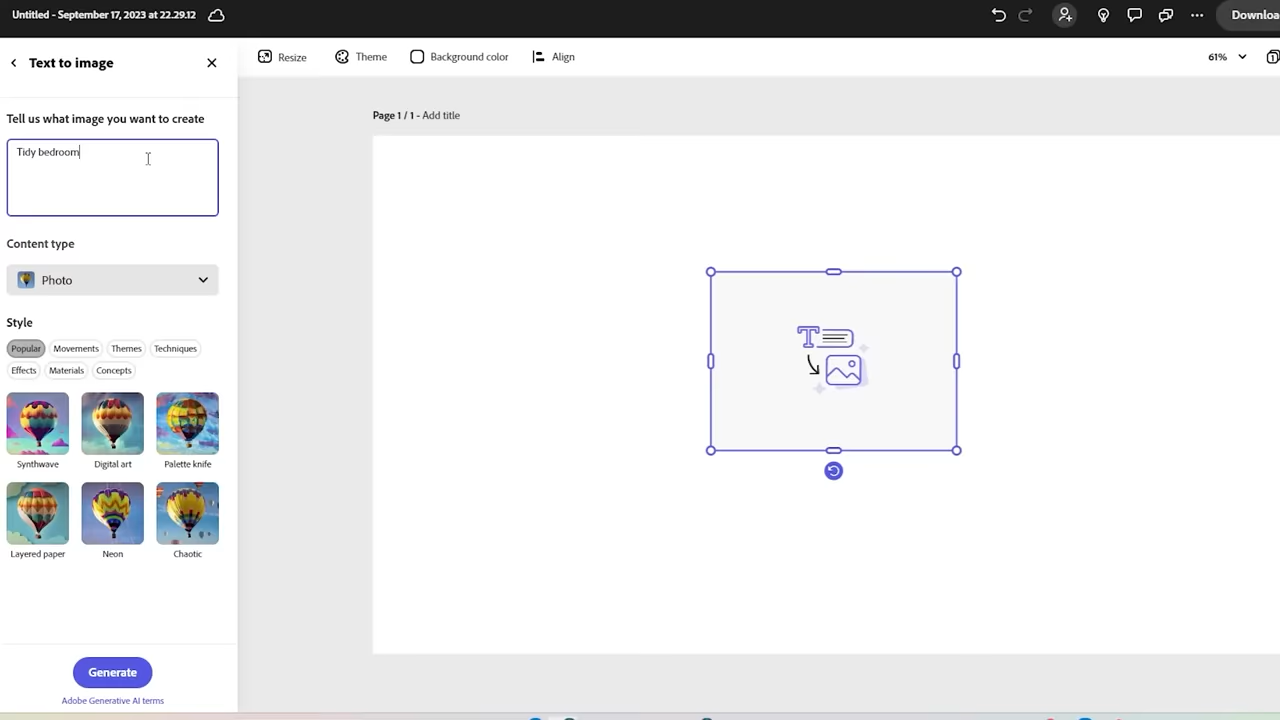 Untitled - September 17, 2023 at 22.29.12
Text to image
Resize
Theme
Background color
Align
61%
Tell us what image you want to create
Page 1 / 1 - Add title
Tidy bedroom
Content type
Photo
Style
Popular
Movements
Themes
Techniques
Effects
Materials
Concepts
Synthwave
Digital art
Palette knife
Layered paper
Neon
Chaotic
Generate
Adobe Generative AI terms